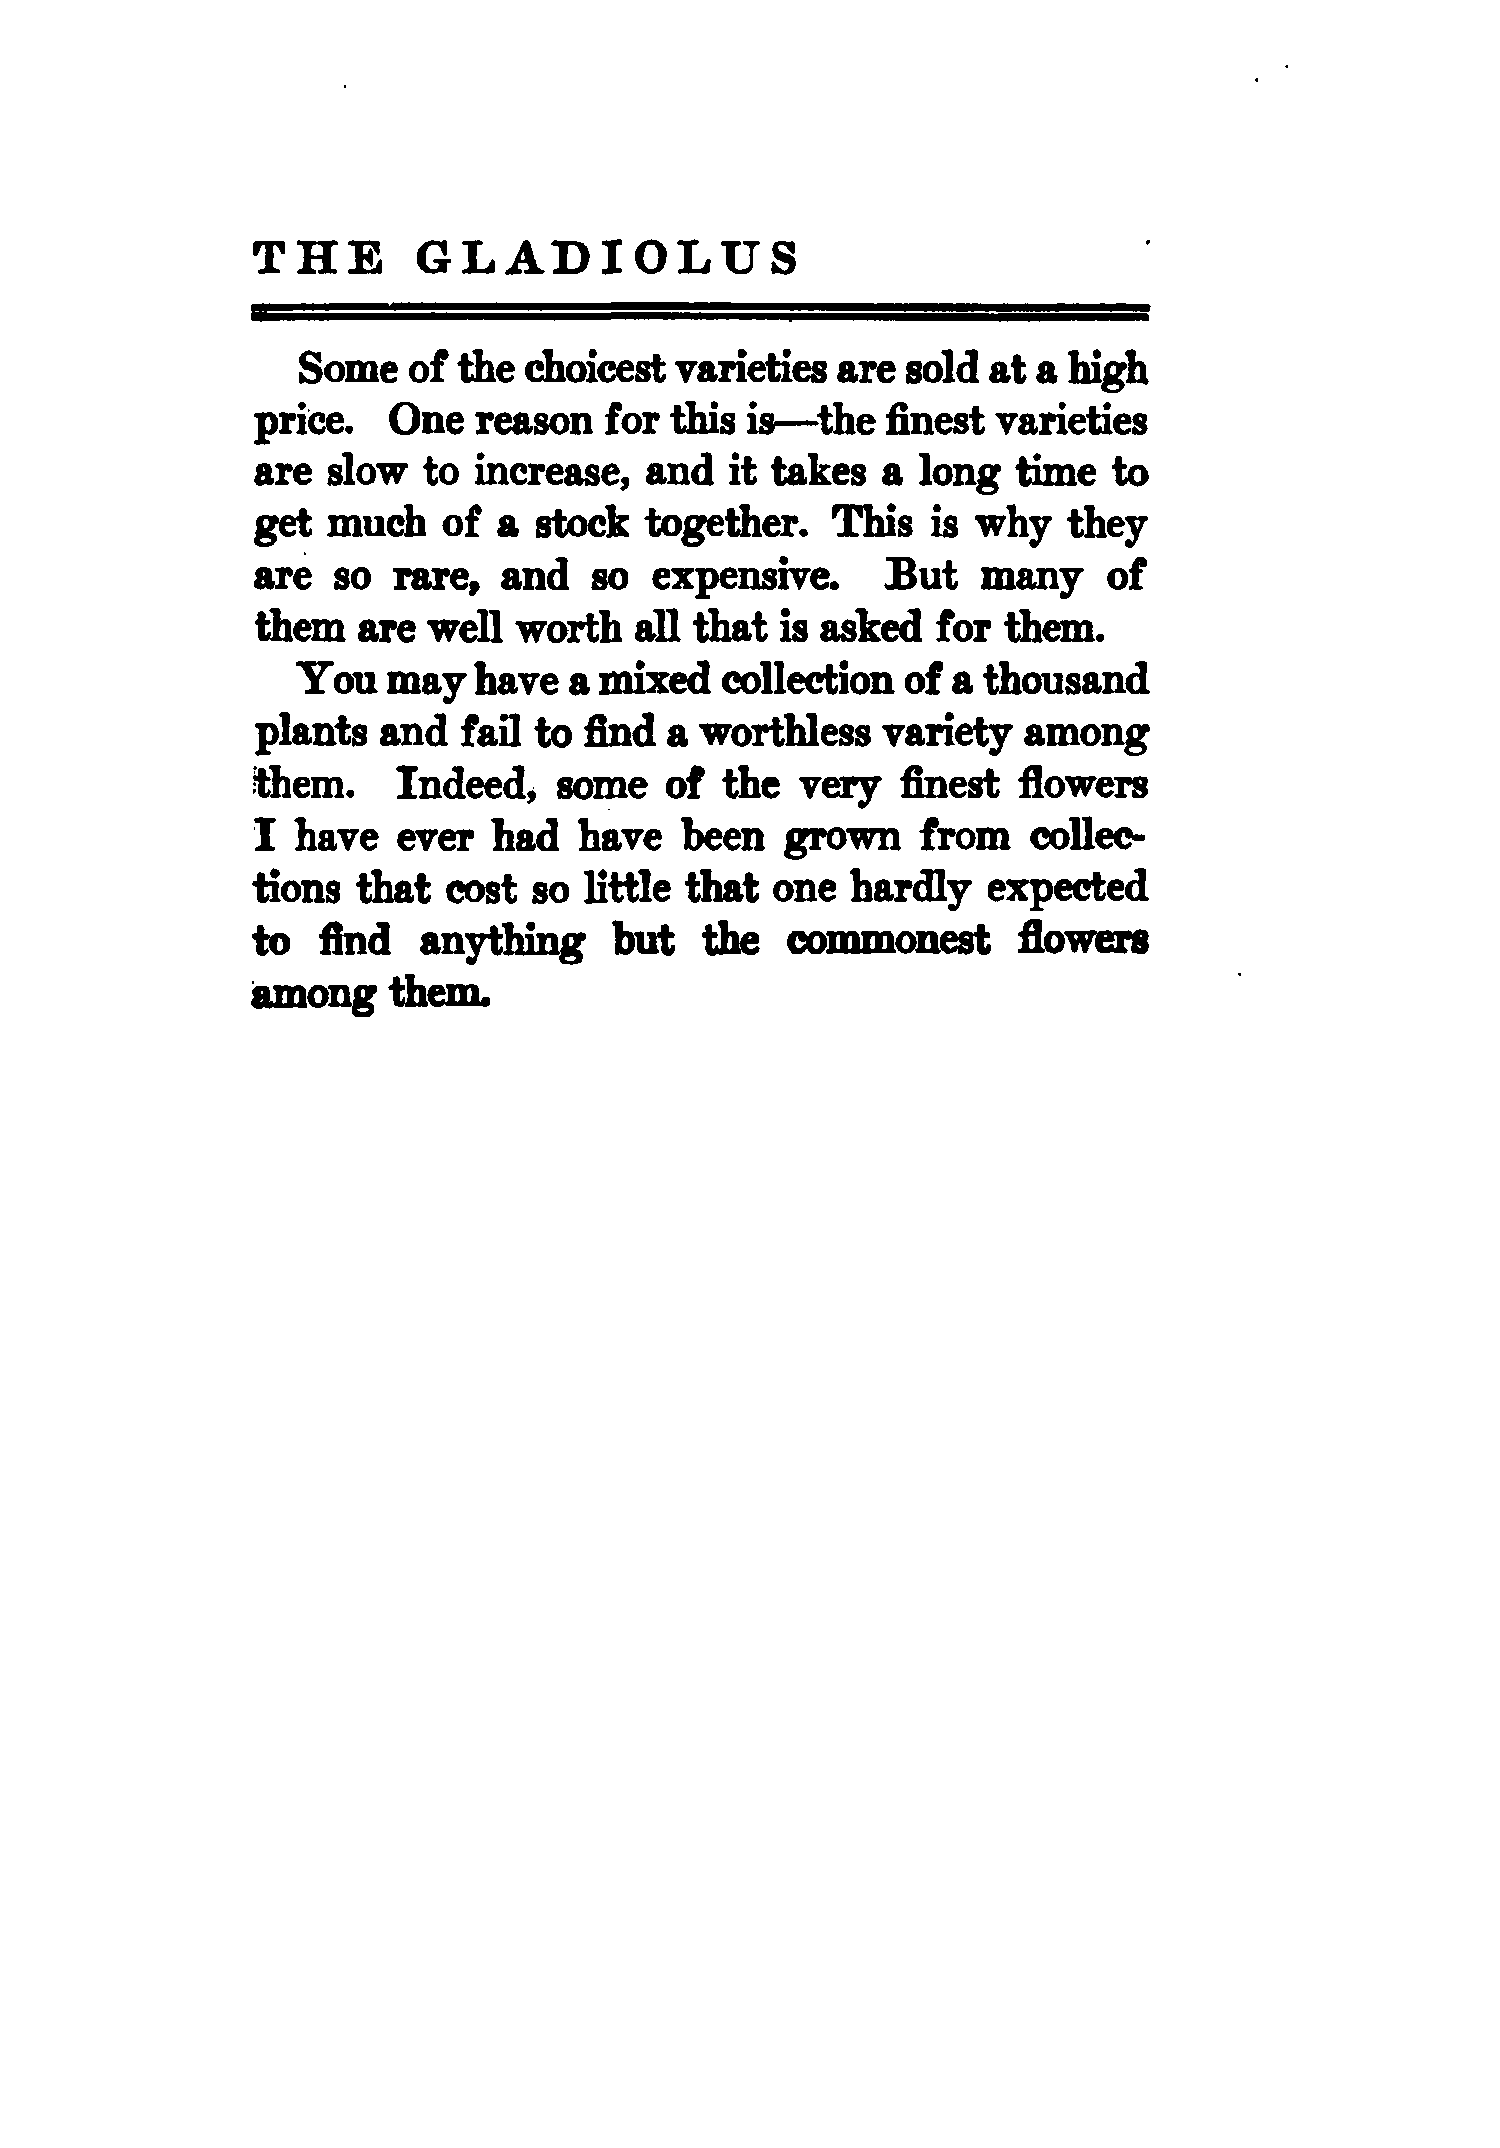 THE GLADIOLUS
Some of the choicest varieties are sold at a high
price. One reason for this is—the finest varieties
are slow to increase, and it takes a long time to
get much of a stock together. This is why they
are so rare, and so expensive. But many of
them are well worth all that is asked for them.
You may have a mixed collection of a thousand
plants and fail to find a worthless variety among
them. Indeed, some of the very finest flowers
I have ever had have been grown from collec-
tions that cost so little that one hardly expected
to find anything but the commonest flowers
among them.